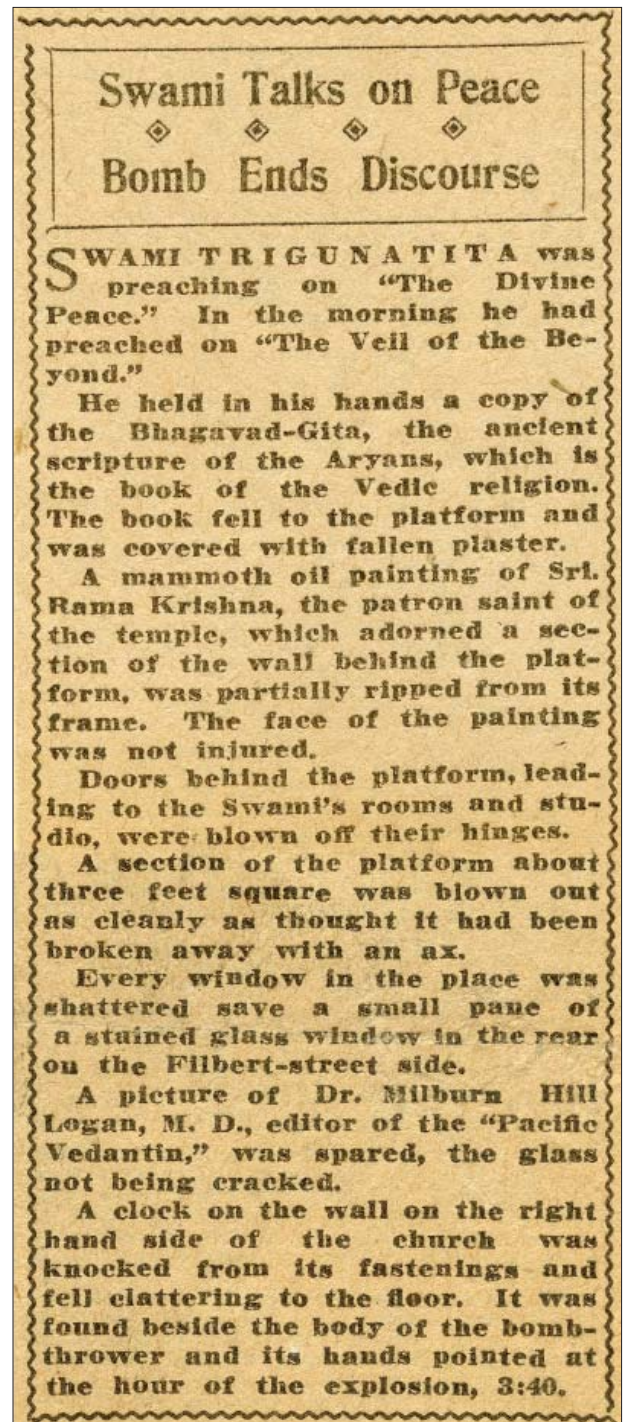 Swami Talks on Peace
Bomb Ends Discourse
SWAMI TRIGUNATITA was
preaching on “The Divine
Peace.” In the morning he had
preached on “The Veil of the Be-
yond.”
He held in his hands a copy of
the Bhagavad-Gita, the ancient
scripture of the Aryans, which is
the book of the Vedic religion.
The book fell to the platform and
was covered with fallen plaster.
A mammoth oil painting of Sri.
Rama Krishna, the patron saint of
the temple, which adorned a sec-
tion of the wall behind the plat-
form, was partially ripped from its
frame. The face of the painting
was not injured.
Doors behind the platform, lead-
ing to the Swami’s rooms and stu-
dio, were blown off their hinges.
A section of the platform about
three feet square was blown out
as cleanly as thought it had been
broken away with an ax.
Every window in the place was
shattered save a small pane of
a stained glass window in the rear
on the Filbert-street side.
A picture of Dr. Milburn Hill
Logan, M. D., editor of the “Pacific
Vedantin,” was spared, the glass
not being cracked.
A clock on the wall on the right
hand side of the church was
knocked from its fastenings and
fell clattering to the floor. It was
found beside the body of the bomb-
thrower and its hands pointed at
the hour of the explosion, 3:40.